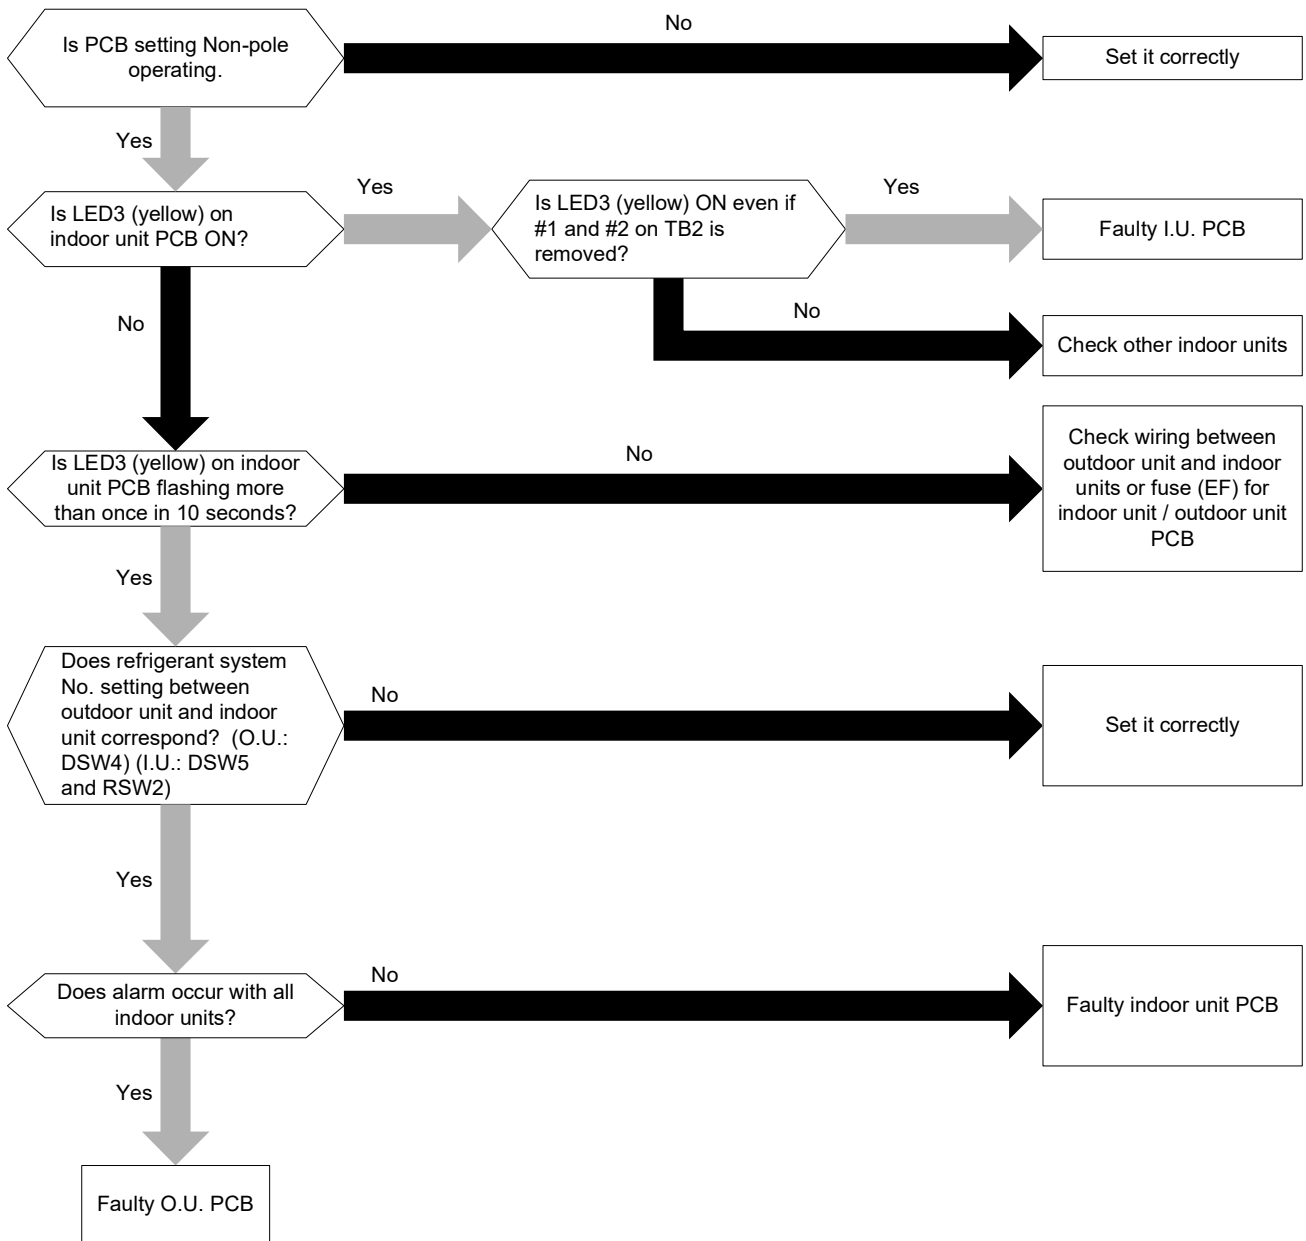 No
Is PCB setting Non-pole
operating.
Set it correctly
Yes
Is LED3 (yellow) on
indoor unit PCB ON?
Yes
Is LED3 (yellow) ON even if
#1 and #2 on TB2 is
removed?
Yes
Faulty I.U. PCB
No
No
Check other indoor units
Is LED3 (yellow) on indoor
unit PCB flashing more
than once in 10 seconds?
No
Check wiring between
outdoor unit and indoor
units or fuse (EF) for
indoor unit / outdoor unit
PCB
Yes
Does refrigerant system
No. setting between
outdoor unit and indoor
unit correspond? (O.U.:
DSW4) (I.U.: DSW5
and RSW2)
No
Set it correctly
Yes
Does alarm occur with all
indoor units?
No
Faulty indoor unit PCB
Yes
Faulty O.U. PCB